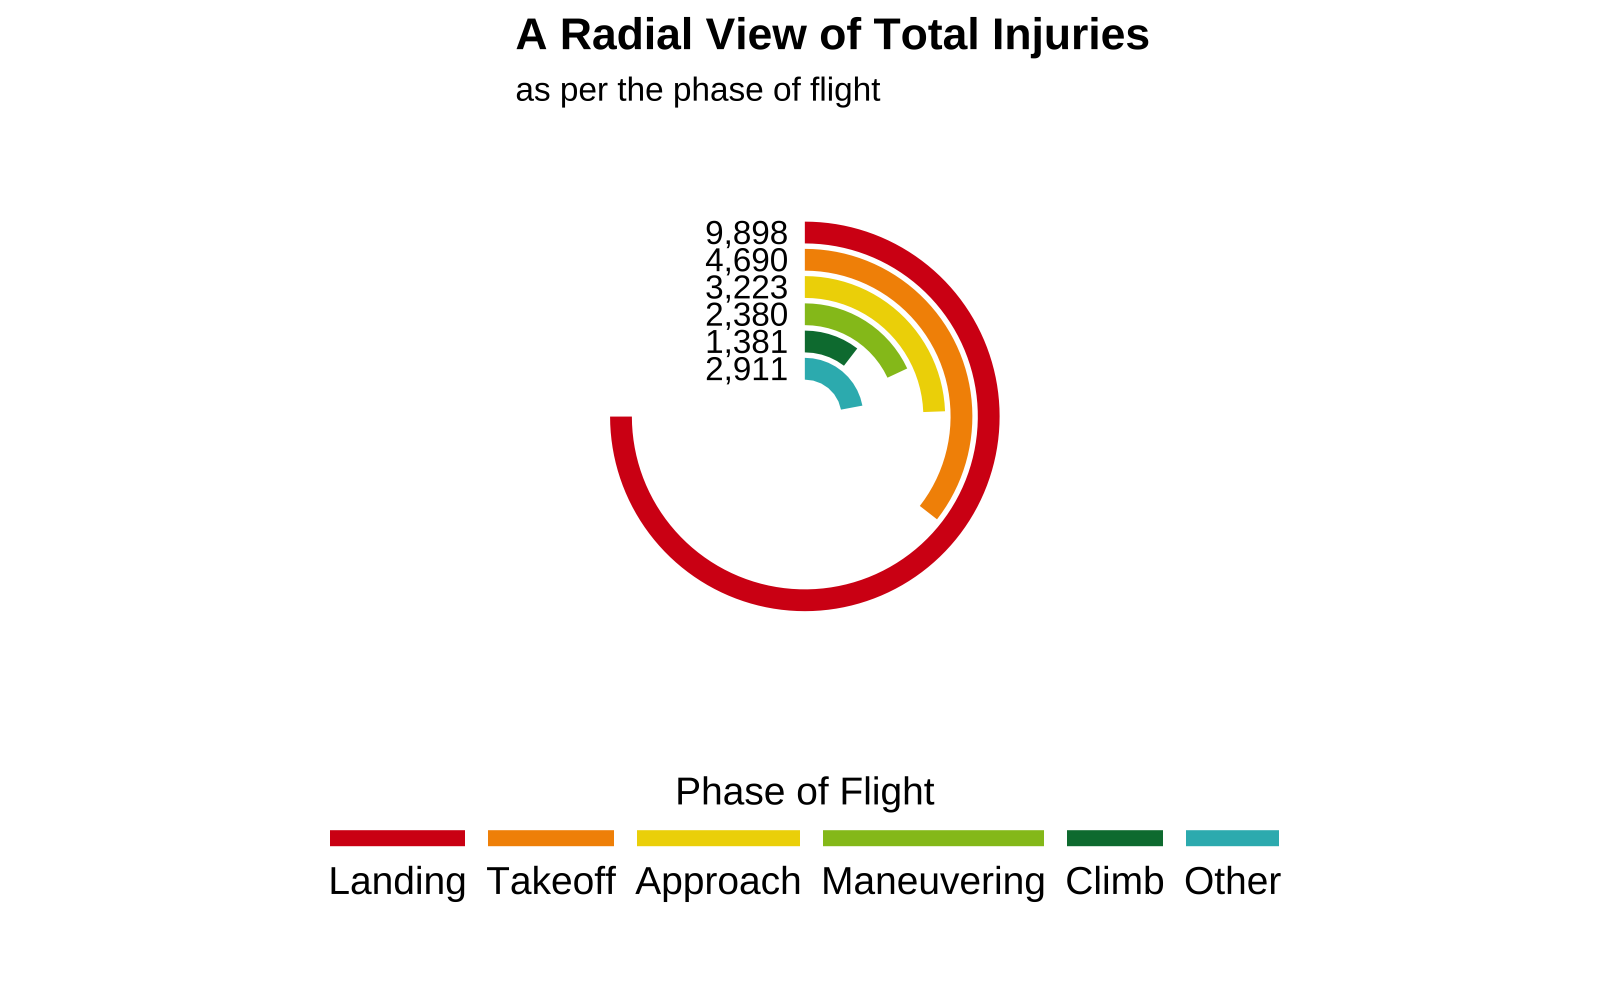 A Radial View of Total Injuries
as per the phase of flight
9,898
4,690
3,223
2,380
1,381
2,911
Phase of Flight
Landing Takeoff Approach Maneuvering Climb Other